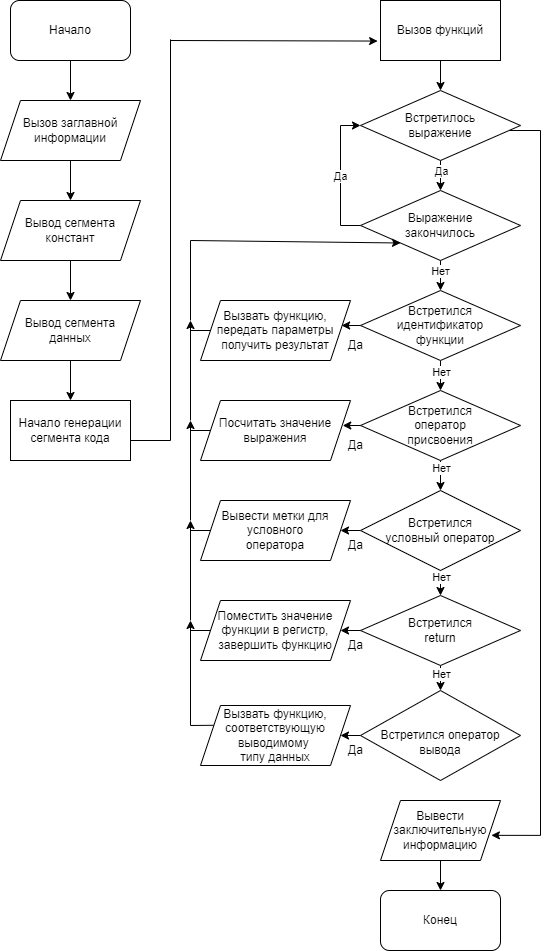 Начало
Вызов заглавной
информации
Вывод сегмента
констант
Вывод сегмента
данных
Начало генерации
сегмента кода
Вызов функций
Встретилось
выражение
Да
Да
Выражение
закончилось
Нет
Встретился
идентификатор
функции
Вызвать функцию,
передать параметры
получить результат
Да
Нет
Встретился
оператор
присвоения
Посчитать значение
выражения
Да
Нет
Встретился
условный оператор
Вывести метки для
условного
оператора
Да
Нет
Встретился
return
Поместить значение
функции в регистр,
завершить функцию
Да
Нет
Встретился оператор
вывода
Вызвать функцию,
соответствующую
выводимому
типу данных
Да
Вывести
заключительную
информацию
Конец